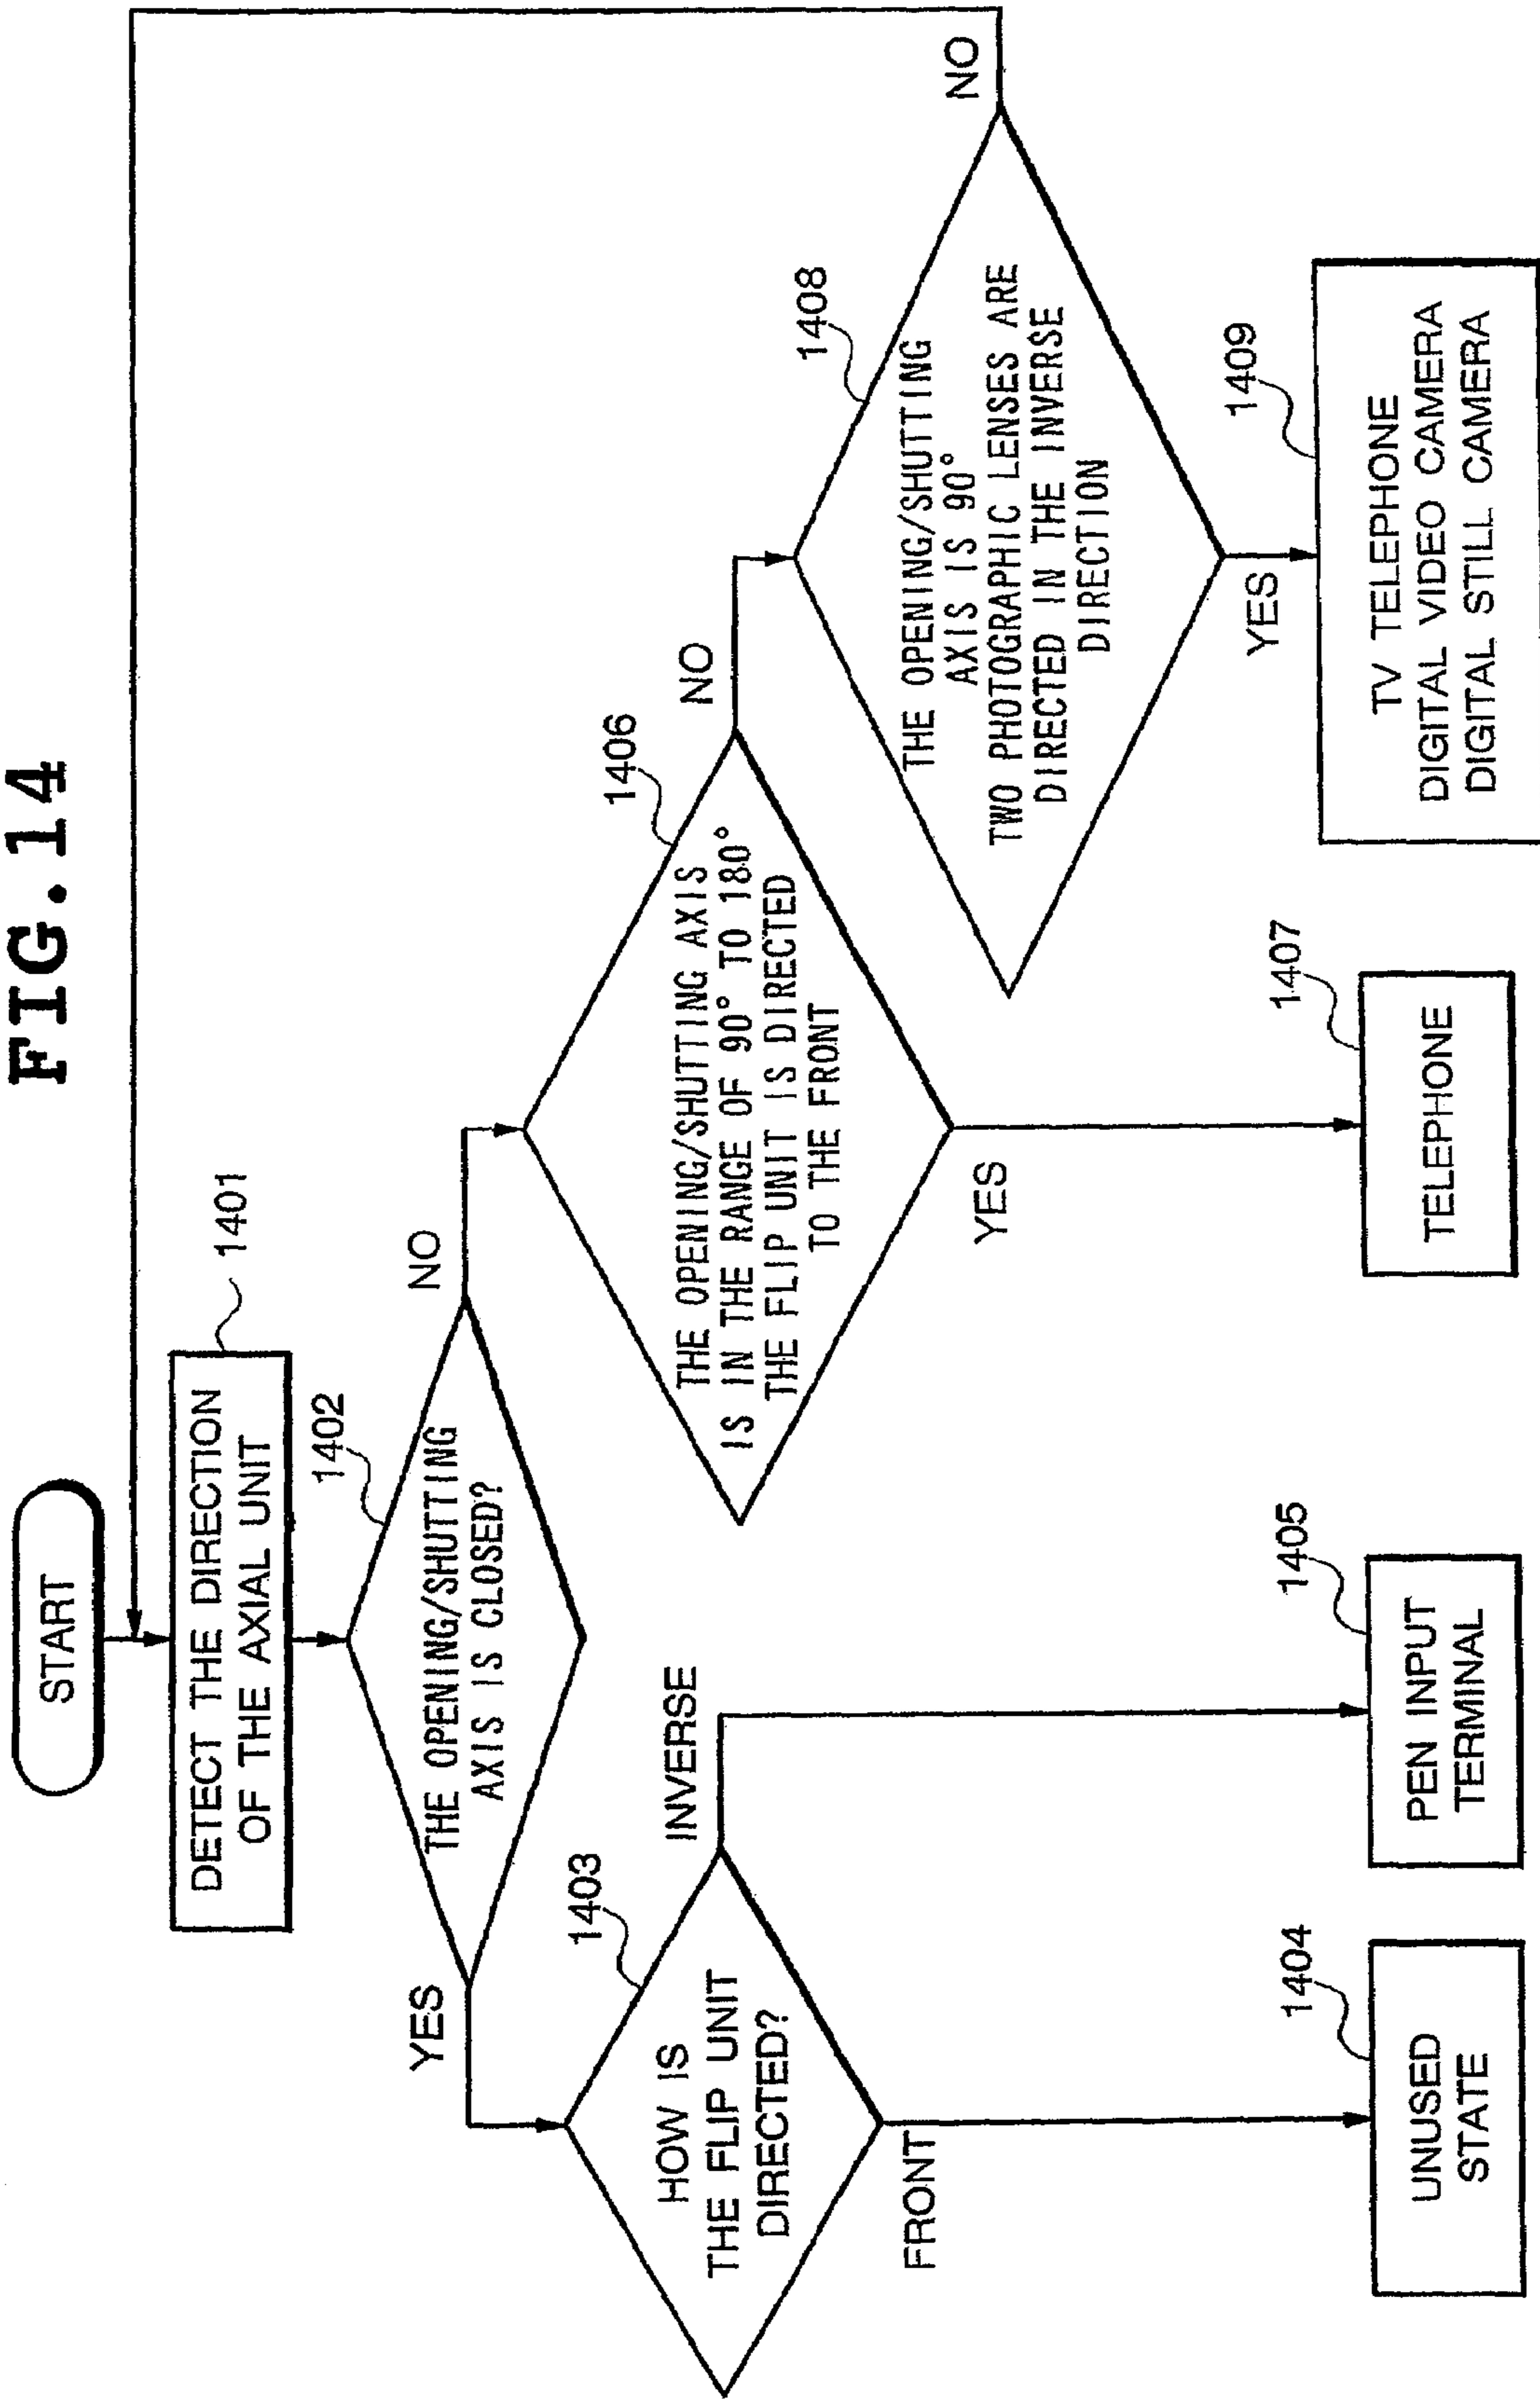 FIG.14
START
DETECT THE DIRECTION
OF THE AXIAL UNIT
1401
1402
THE OPENING/SHUTTING
AXIS IS CLOSED?
YES
NO
1403
HOW IS
THE FLIP UNIT
DIRECTED?
INVERSE
FRONT
1404
UNUSED
STATE
1405
PEN INPUT
TERMINAL
1406
THE OPENING/SHUTTING AXIS
IS IN THE RANGE OF 90° TO 180°
THE FLIP UNIT IS DIRECTED
TO THE FRONT
NO
YES
1407
TELEPHONE
1408
THE OPENING/SHUTTING
AXIS IS 90°
TWO PHOTOGRAPHIC LENSES ARE
DIRECTED IN THE INVERSE
DIRECTION
NO
YES
1409
TV TELEPHONE
DIGITAL VIDEO CAMERA
DIGITAL STILL CAMERA